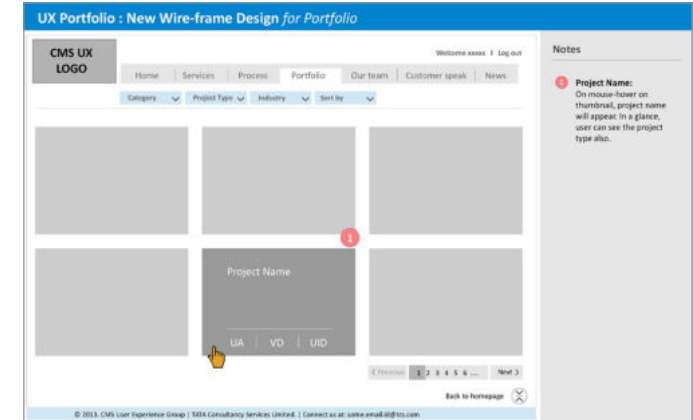 UX Portfolio : New Wire-frame Design for Portfolio
CMS UX
LOGO
Welcome xxxxx | Log out
Home | Services | Process | Portfolio | Our team | Customer speak | News
Category Project Type Industry Sort by
1
Project Name
UA | VD | UID
< Previous 1 2 3 4 5 6 .... Next >
Back to homepage
© 2013. CMS User Experience Group | TATA Consultancy Services Limited. | Connect us at: some.email.id@tcs.com
Notes
1 Project Name:
On mouse-hover on
thumbnail, project name
will appear. In a glance,
user can see the project
type also.